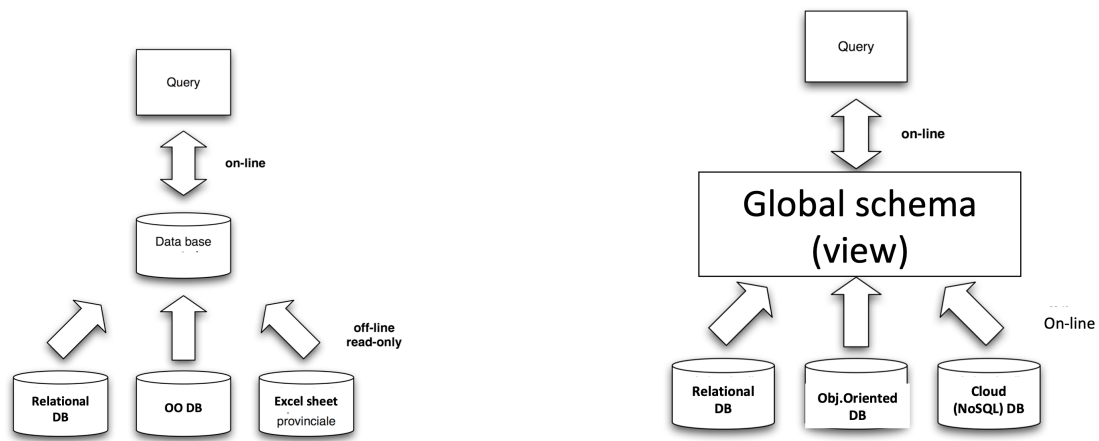 Query
on-line
Data base
off-line
read-only
Relational
DB
OO DB
Excel sheet
provinciale
Query
on-line
Global schema
(view)
On-line
Relational
DB
Obj.Oriented
DB
Cloud
(NoSQL) DB